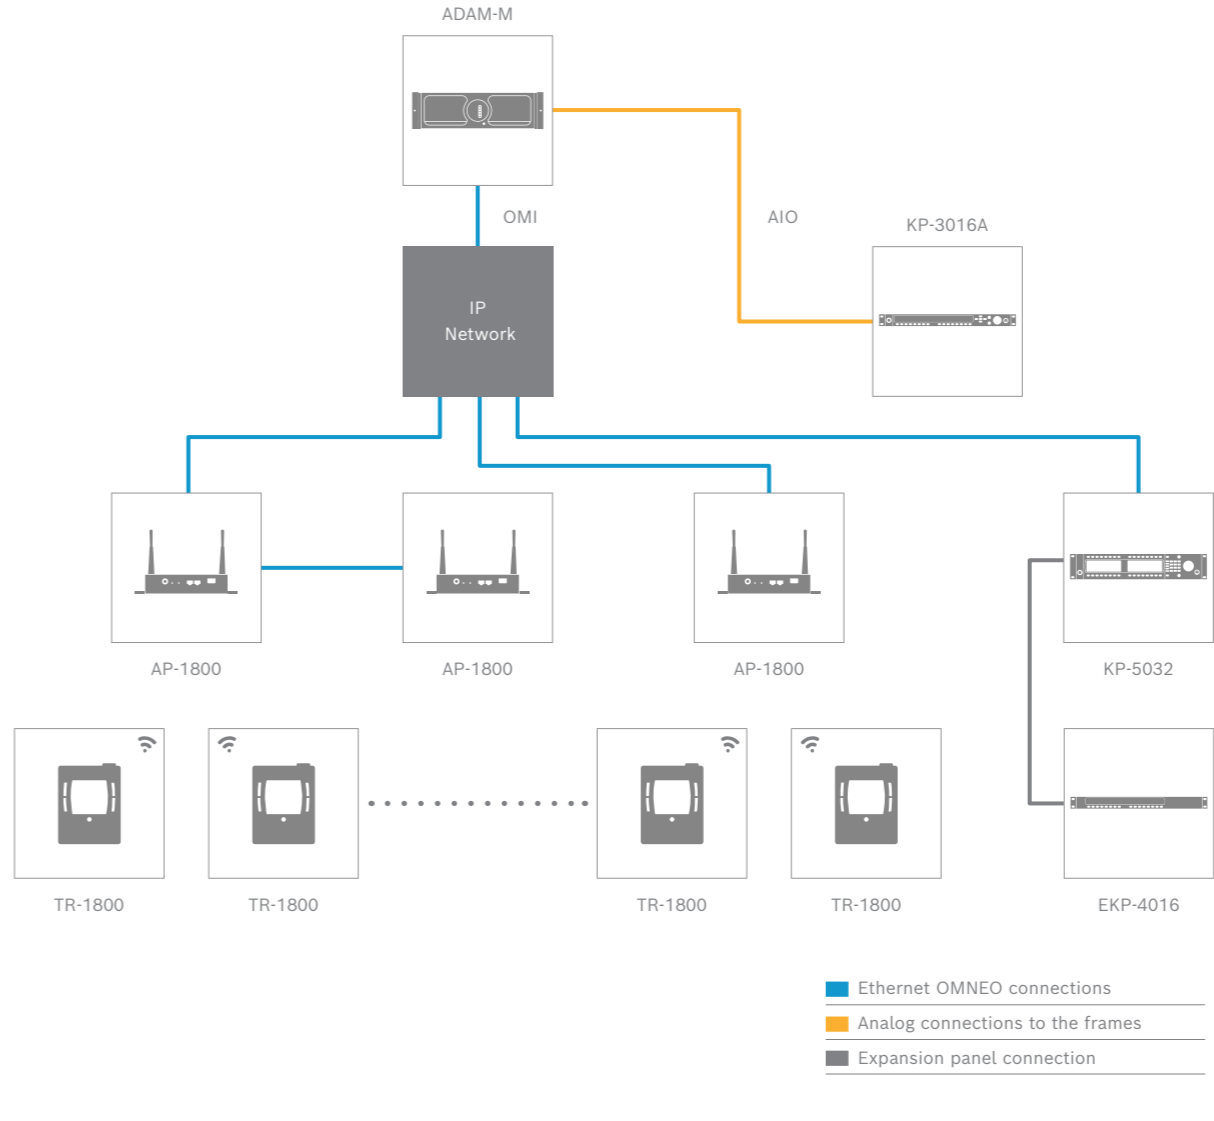 ADAM-M
OMI
AIO
KP-3016A
IP
Network
AP-1800
AP-1800
AP-1800
KP-5032
TR-1800
TR-1800
TR-1800
TR-1800
EKP-4016
Ethernet OMNEO connections
Analog connections to the frames
Expansion panel connection